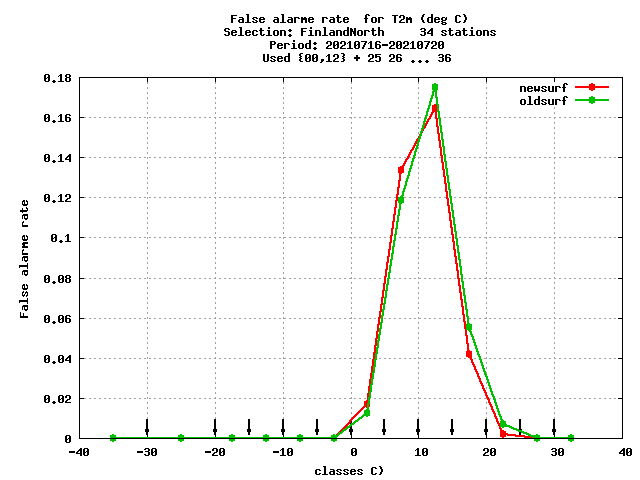 False alarme rate  for T2m (deg C)
Selection: FinlandNorth     34 stations
Period: 20210716-20210720
Used {00,12} + 25 26 ... 36
newsurf
oldsurf
False alarme rate
0.18
0.16
0.14
0.12
0.1
0.08
0.06
0.04
0.02
0
-40 -30 -20 -10 0 10 20 30 40
classes C)